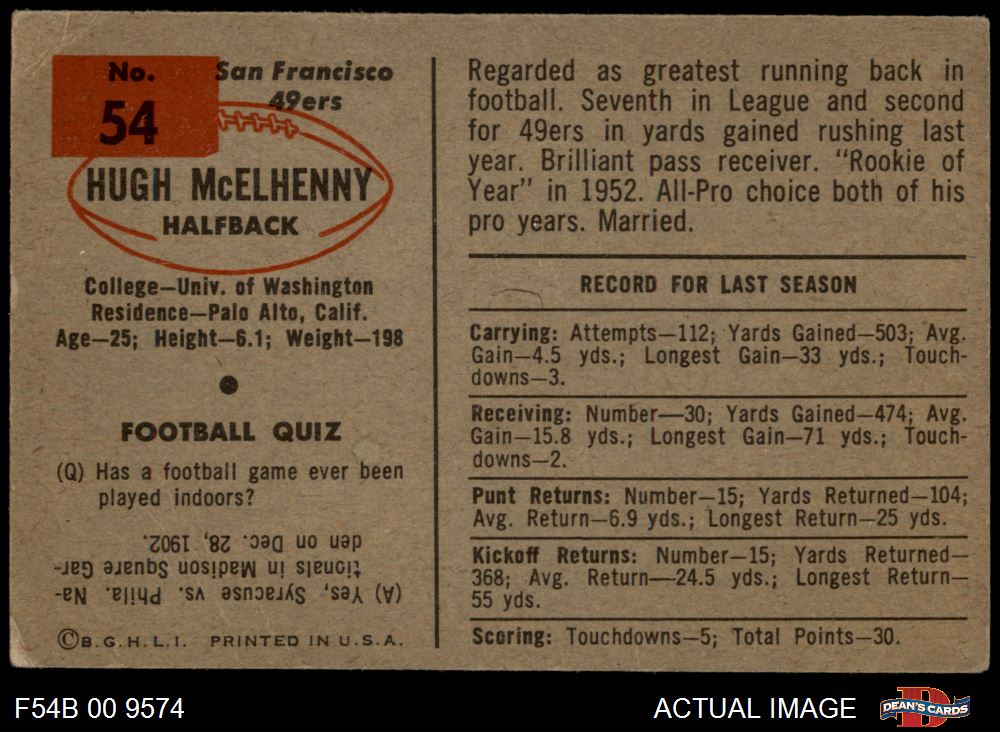 No.
54
San Francisco
49ers
HUGH McELHENNY
HALFBACK
College—Univ. of Washington
Residence—Palo Alto, Calif.
Age—25; Height—6.1; Weight—198
FOOTBALL QUIZ
(Q) Has a football game ever been
played indoors?
(A) Yes, Syracuse vs. Phila. Na-
tionals in Madison Square Gar-
den on Dec. 28, 1902.
©B.G.H.L.I. PRINTED IN U.S.A.
Regarded as greatest running back in
football. Seventh in League and second
for 49ers in yards gained rushing last
year. Brilliant pass receiver. "Rookie of
Year" in 1952. All-Pro choice both of his
pro years. Married.
RECORD FOR LAST SEASON
Carrying: Attempts—112; Yards Gained—503; Avg.
Gain—4.5 yds.; Longest Gain—33 yds.; Touch-
downs—3.
Receiving: Number—30; Yards Gained—474; Avg.
Gain—15.8 yds.; Longest Gain—71 yds.; Touch-
downs—2.
Punt Returns: Number—15; Yards Returned—104;
Avg. Return—6.9 yds.; Longest Return—25 yds.
Kickoff Returns: Number—15; Yards Returned—
368; Avg. Return—24.5 yds.; Longest Return—
55 yds.
Scoring: Touchdowns—5; Total Points—30.
F54B 00 9574
ACTUAL IMAGE
D
DEAN'S CARDS